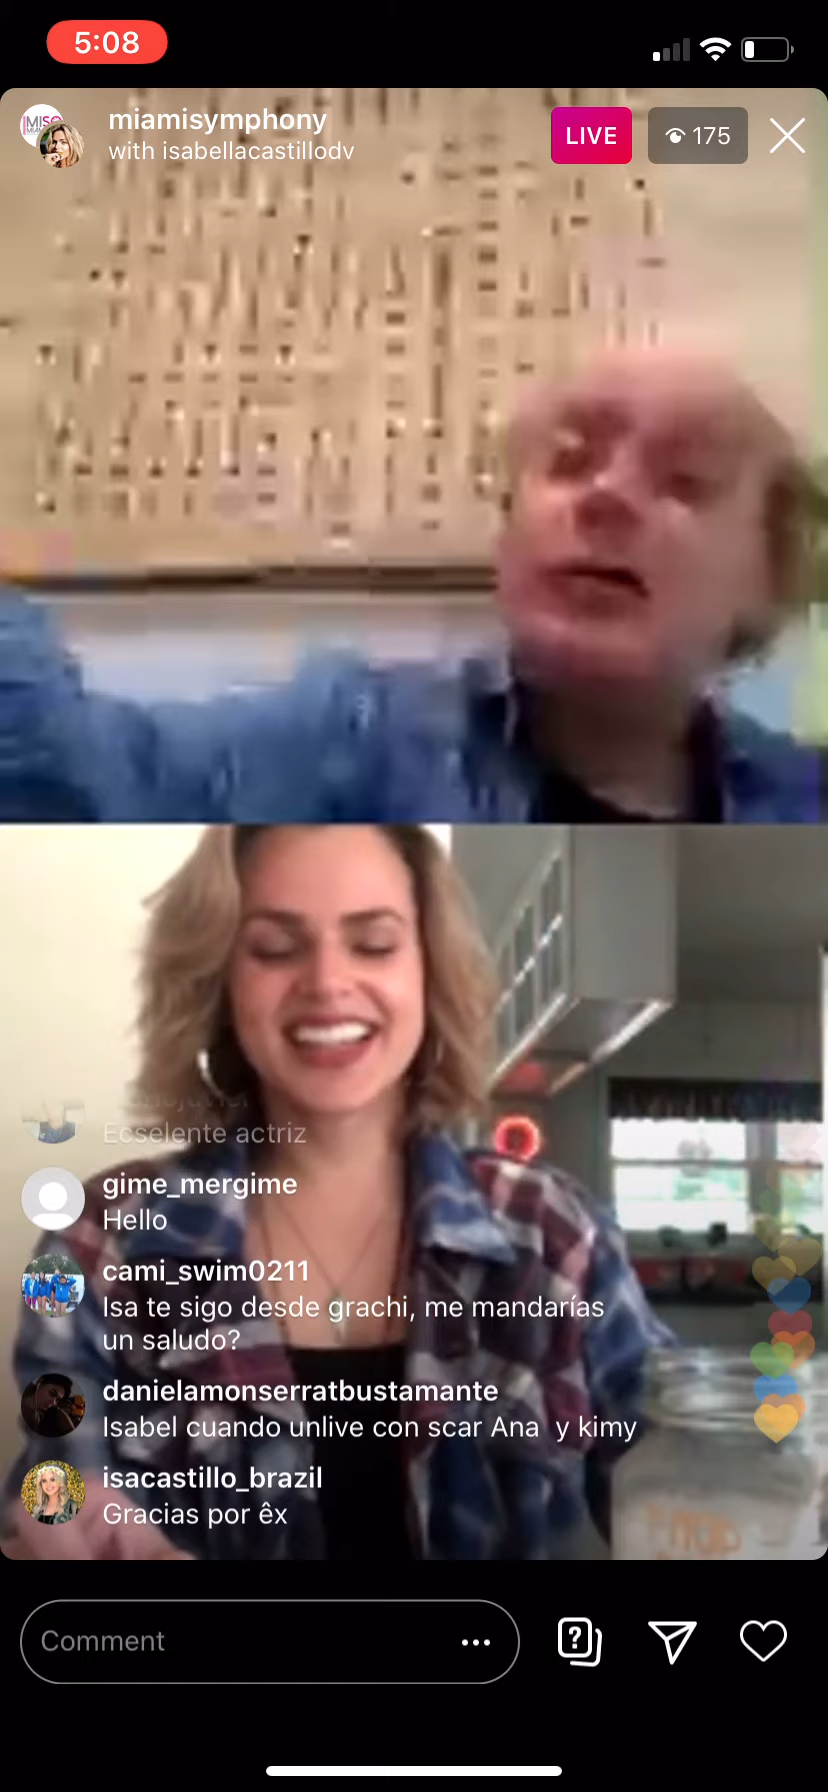 5:08
miamisymphony
with isabellacastillodv
LIVE
175
Ecselente actriz
gime_mergime
Hello
cami_swim0211
Isa te sigo desde grachi, me mandarías
un saludo?
danielamonserratbustamante
Isabel cuando unlive con scar Ana  y kimy
isacastillo_brazil
Gracias por êx
Comment